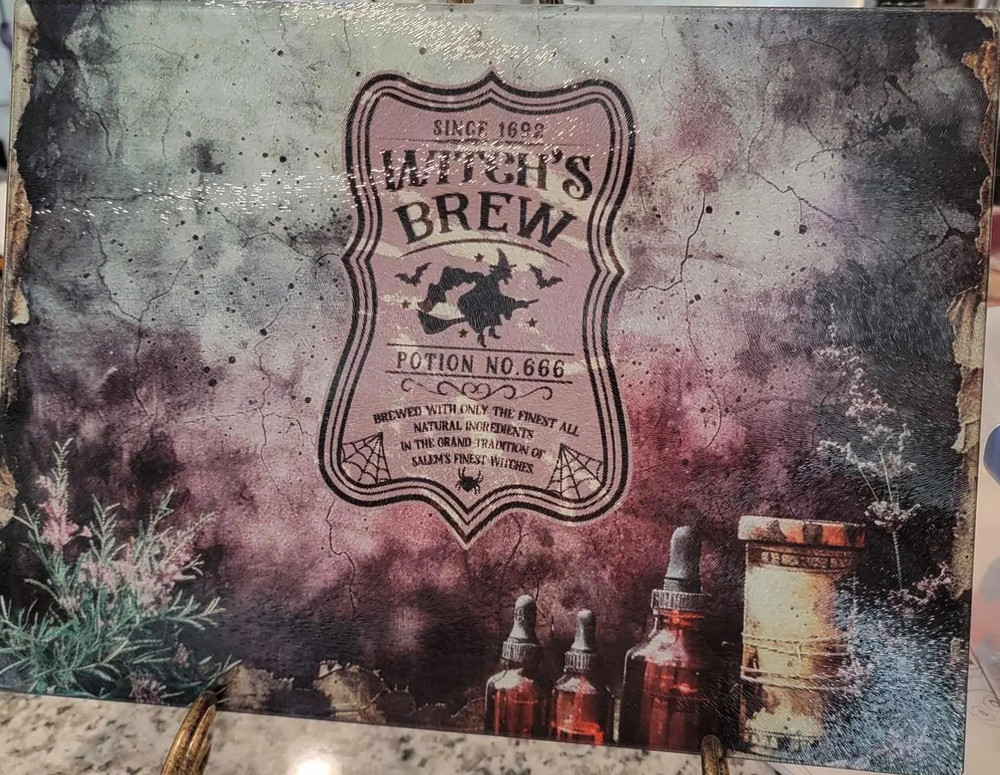 SINCE 1692
WITCH'S
BREW
POTION NO.666
BREWED WITH ONLY THE FINEST ALL
NATURAL INGREDIENTS
IN THE GRAND TRADITION OF
SALEM'S FINEST WITCHES